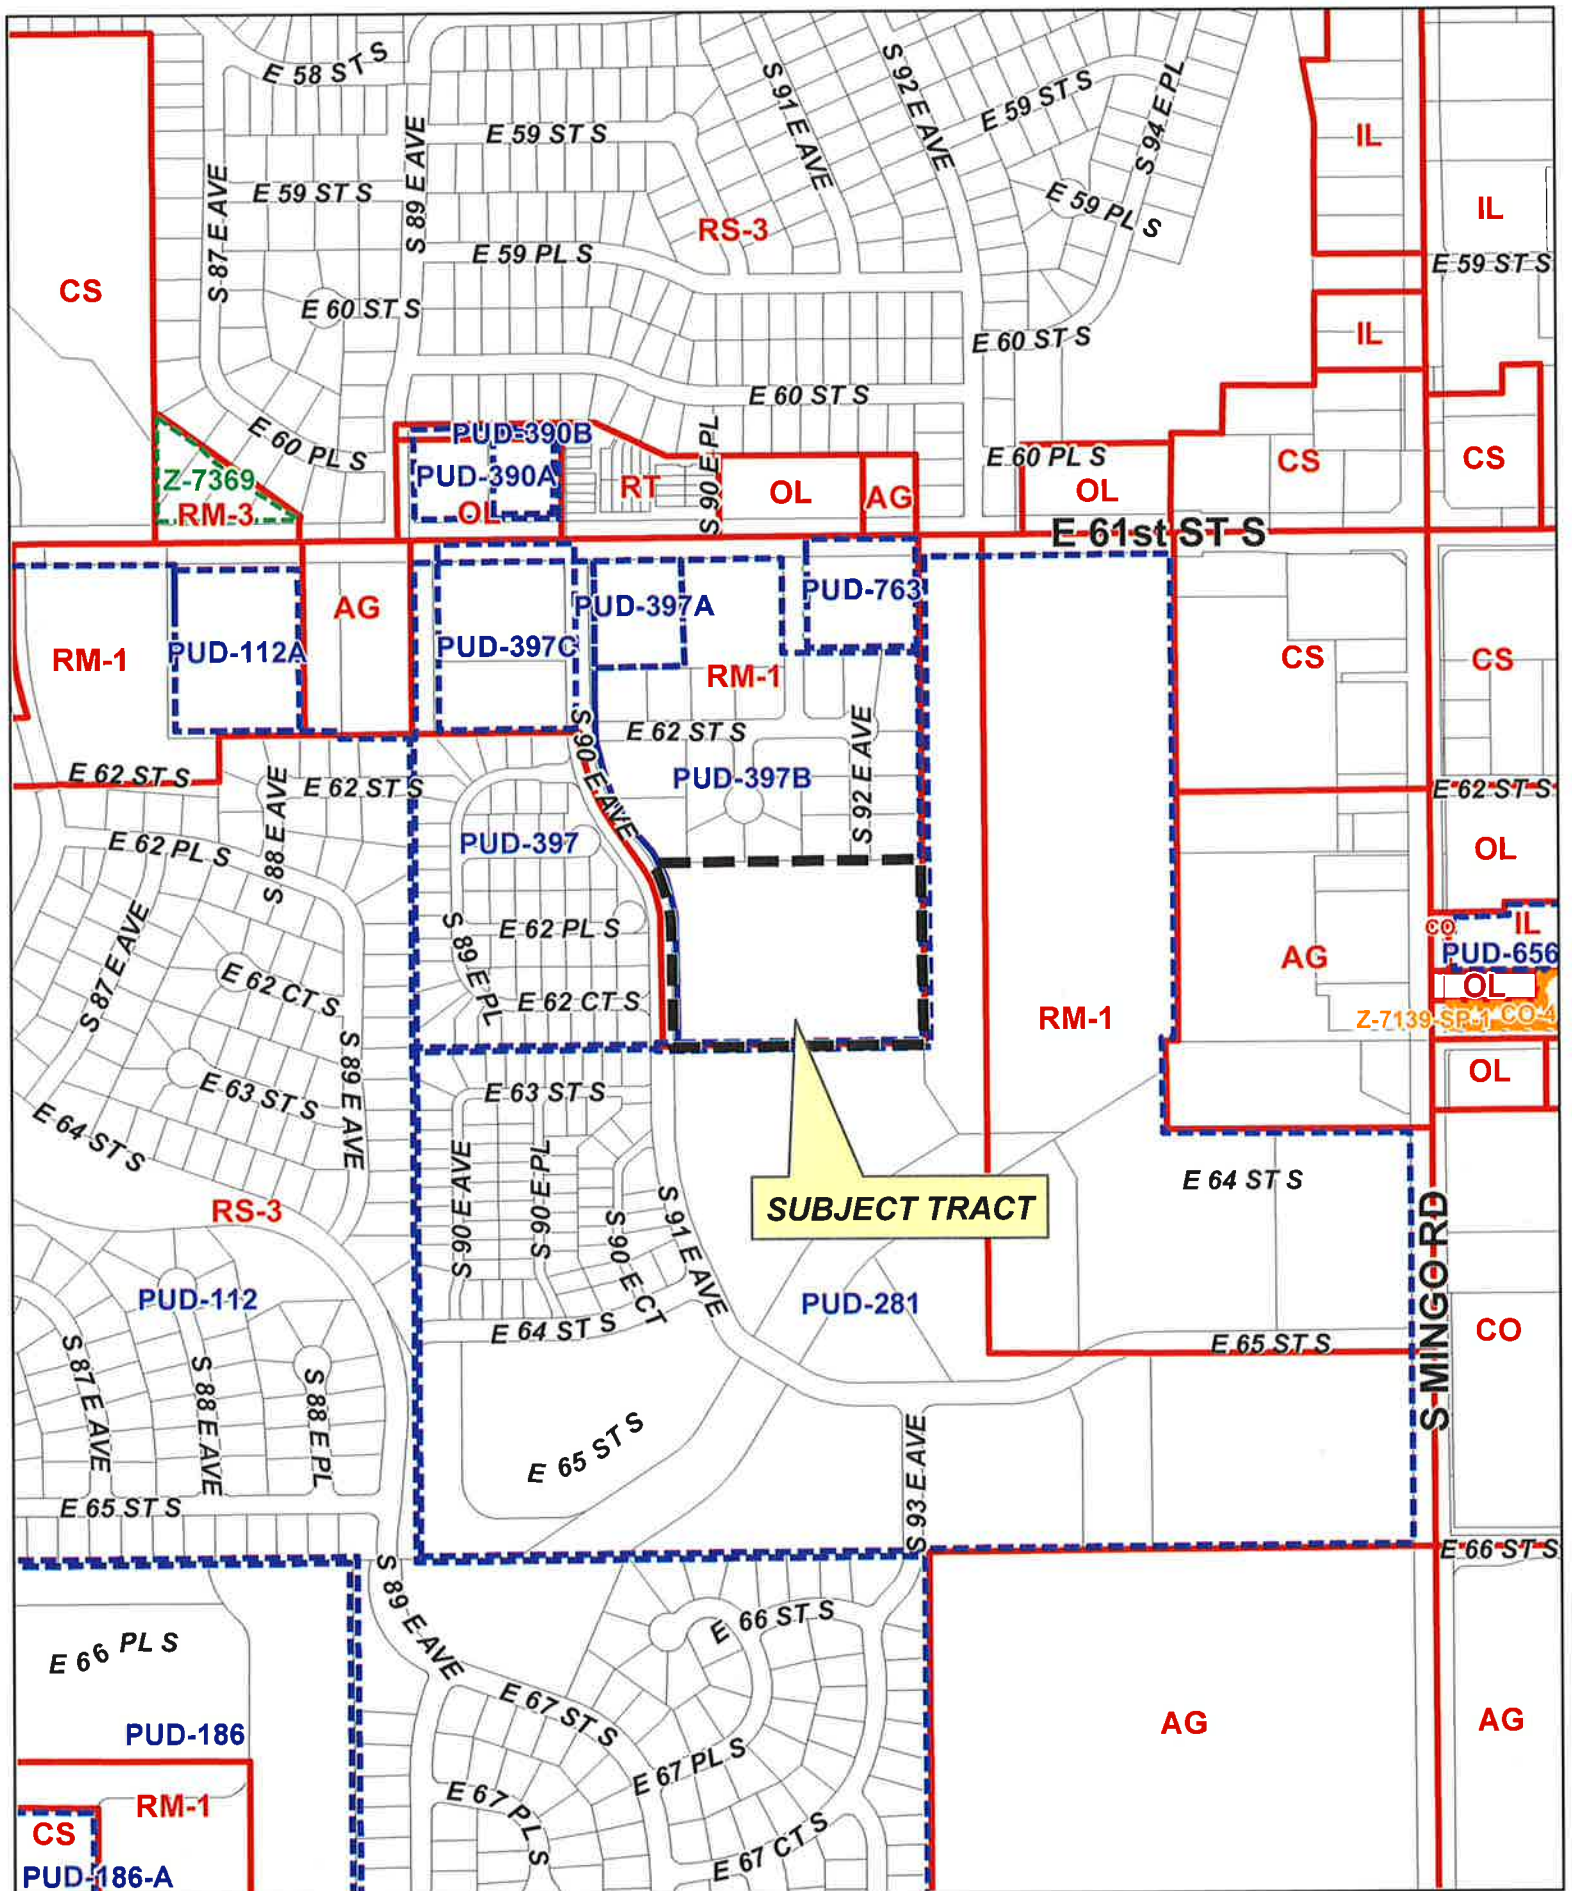 E 58 ST S
S 91 E AVE
S 92 E AVE
E 59 ST S
S 94 E PL
E 59 ST S
S 89 E AVE
IL
E 59 ST S
S 87 E AVE
E 59 PL S
IL
RS-3
E 59 PL S
E 59 ST S
CS
E 60 ST S
E 60 ST S
IL
E 60 ST S
E 60 PL S
PUD-390B
S 90 E PL
E 60 PL S
CS
CS
Z-7369
PUD-390A
RT
OL
AG
OL
RM-3
OL
E 61st ST S
PUD-763
AG
PUD-397A
RM-1
PUD-112A
PUD-397C
RM-1
CS
CS
S 90 E AVE
E 62 ST S
S 92 E AVE
E 62 ST S
S 88 E AVE
E 62 ST S
PUD-397B
E 62 ST S
E 62 PL S
PUD-397
OL
S 87 E AVE
S 89 E PL
E 62 PL S
CO
IL
PUD-656
AG
E 62 CT S
E 62 CT S
OL
RM-1
Z-7139-SP-1
CO-4
S 89 E AVE
E 63 ST S
E 63 ST S
OL
E 64 ST S
S 90 E AVE
S 90 E PL
S 90 E CT
S 91 E AVE
SUBJECT TRACT
E 64 ST S
RS-3
S MINGO RD
PUD-112
PUD-281
E 64 ST S
E 65 ST S
CO
S 87 E AVE
S 88 E AVE
S 88 E PL
E 65 ST S
S 93 E AVE
E 65 ST S
E 66 ST S
S 89 E AVE
E 66 ST S
E 66 PL S
E 67 ST S
PUD-186
AG
AG
E 67 PL S
RM-1
E 67 PL S
CS
E 67 CT S
PUD-186-A